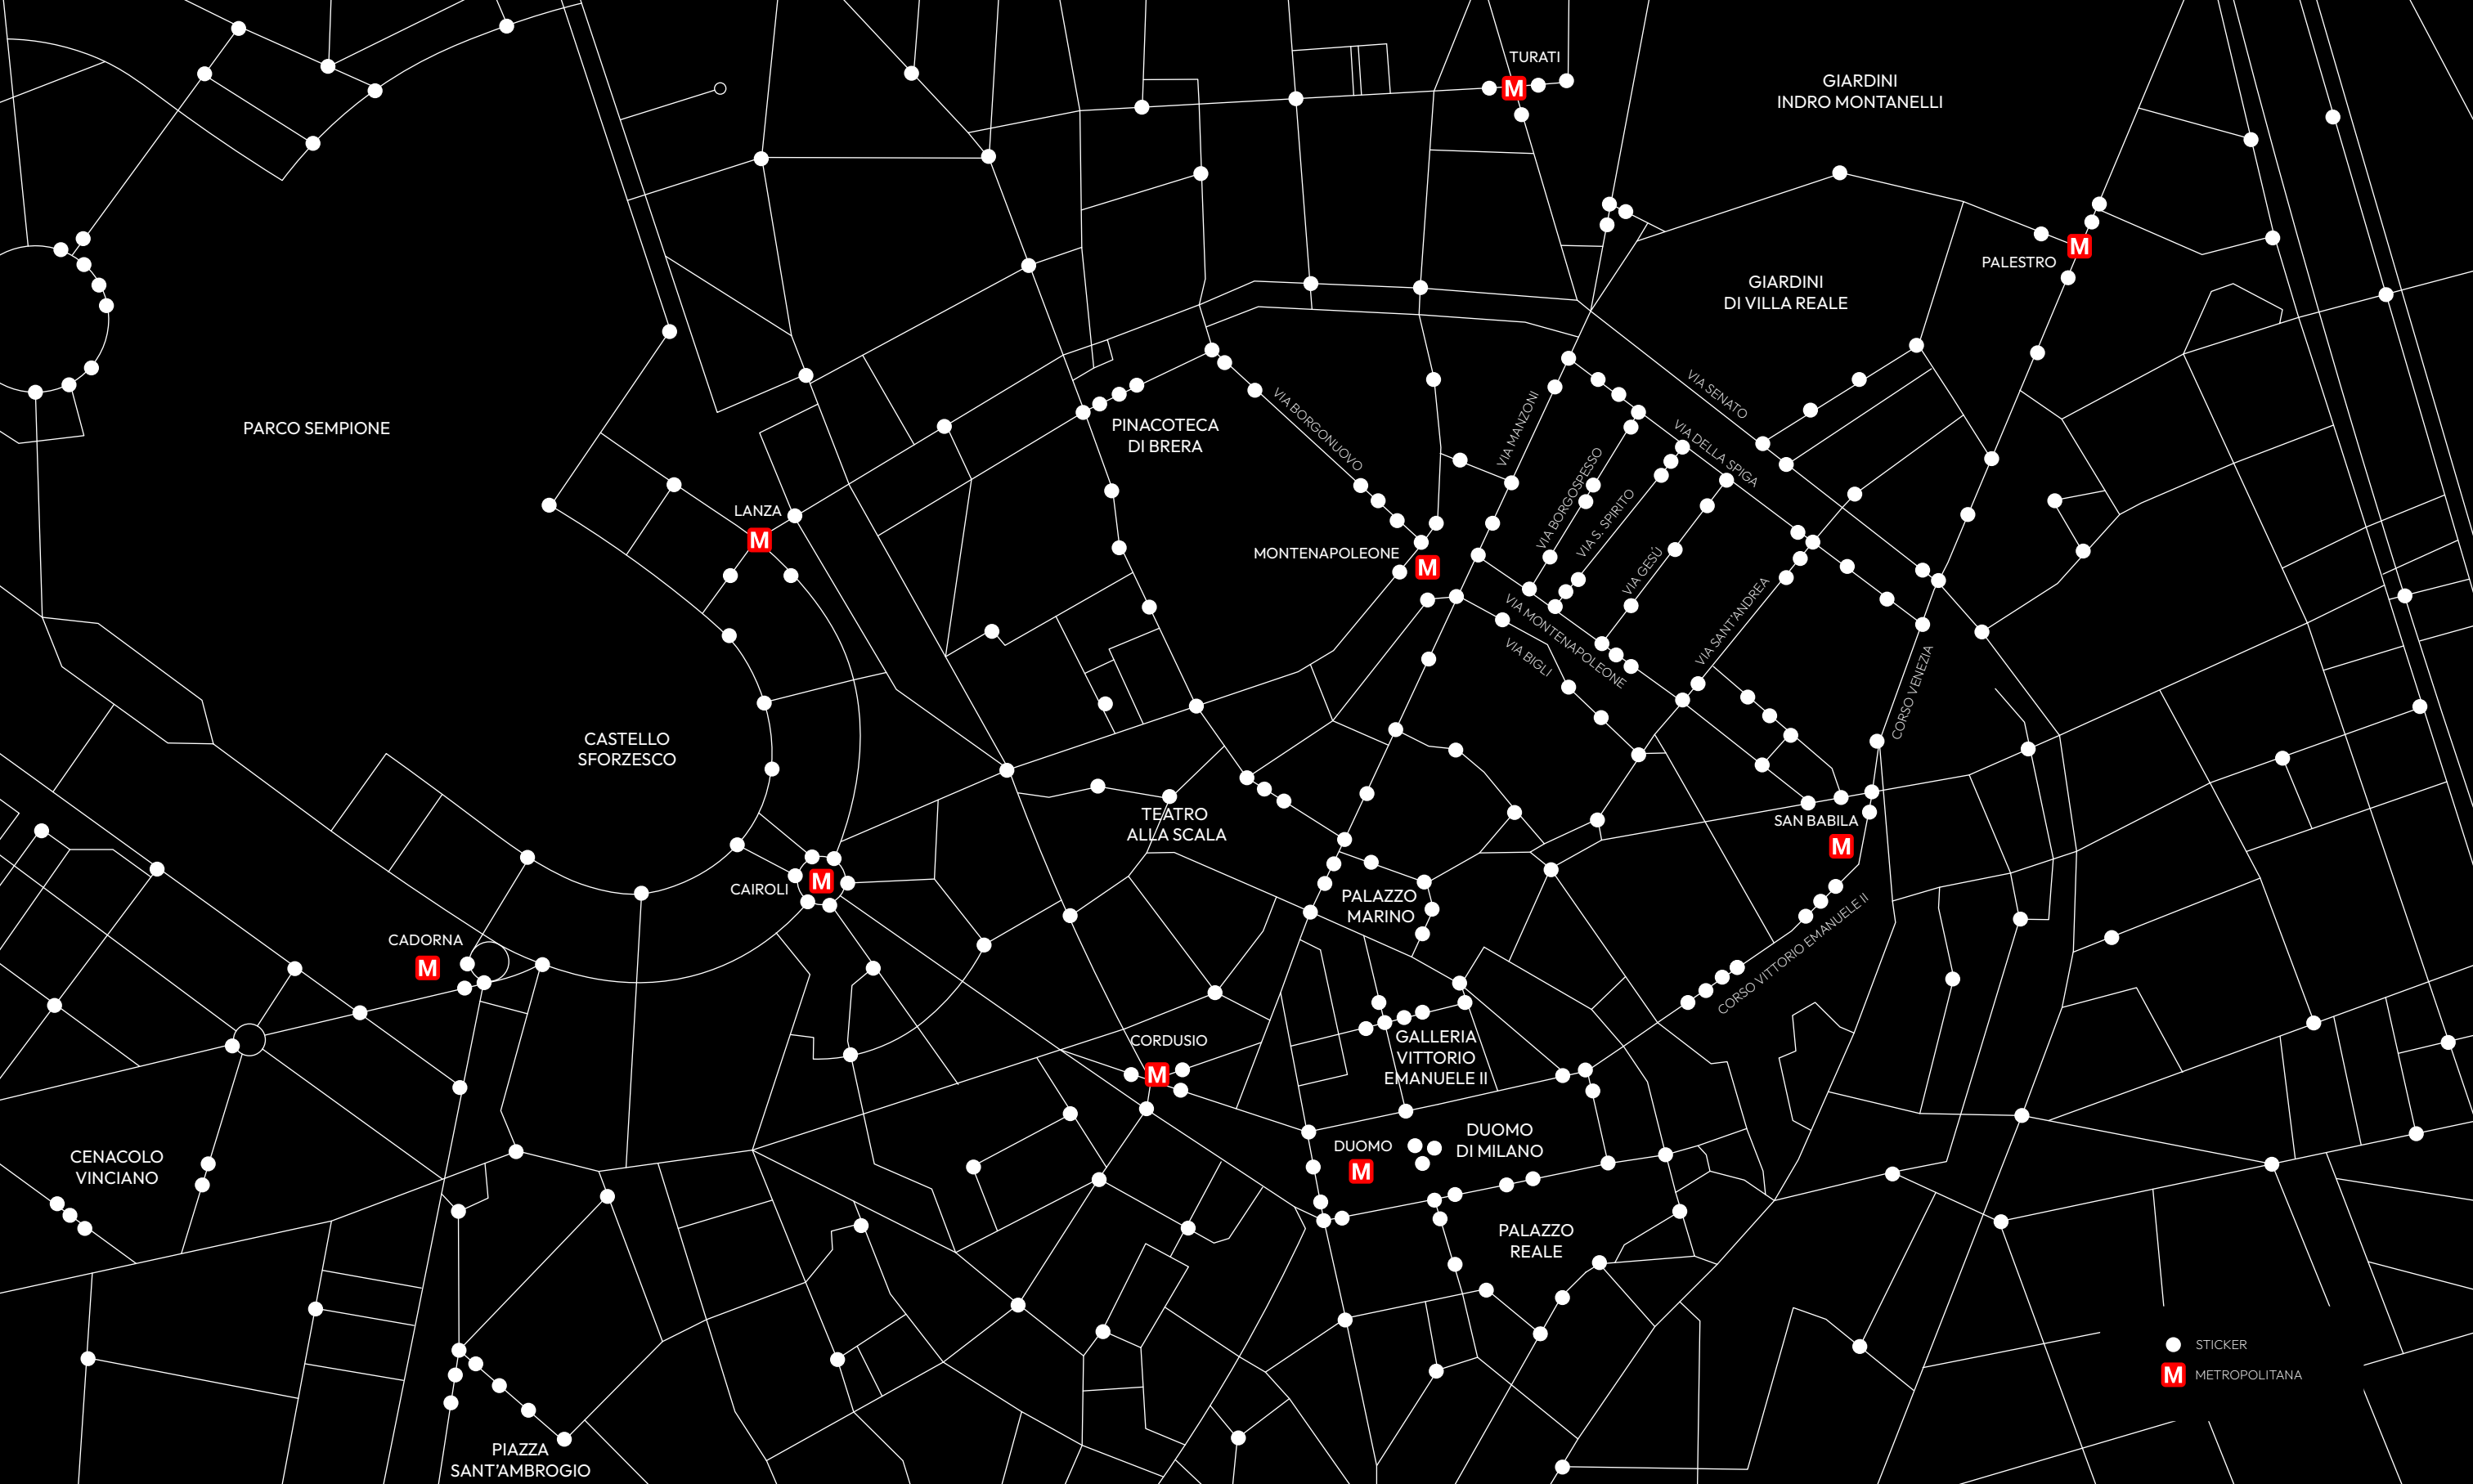 TURATI
M
GIARDINI
INDRO MONTANELLI
M
PALESTRO
GIARDINI
DI VILLA REALE
PARCO SEMPIONE
PINACOTECA
DI BRERA
VIA BORGONUOVO
VIA MANZONI
VIA SENATO
VIA DELLA SPIGA
VIA BORGOSPESSO
VIA S. SPIRITO
VIA GESÙ
VIA SANT'ANDREA
LANZA
M
MONTENAPOLEONE
M
VIA MONTENAPOLEONE
VIA BIGLI
CORSO VENEZIA
CASTELLO
SFORZESCO
TEATRO
ALLA SCALA
SAN BABILA
M
CAIROLI
M
PALAZZO
MARINO
CORSO VITTORIO EMANUELE II
CADORNA
M
CORDUSIO
M
GALLERIA
VITTORIO
EMANUELE II
DUOMO
M
DUOMO
DI MILANO
CENACOLO
VINCIANO
PALAZZO
REALE
STICKER
M METROPOLITANA
PIAZZA
SANT'AMBROGIO